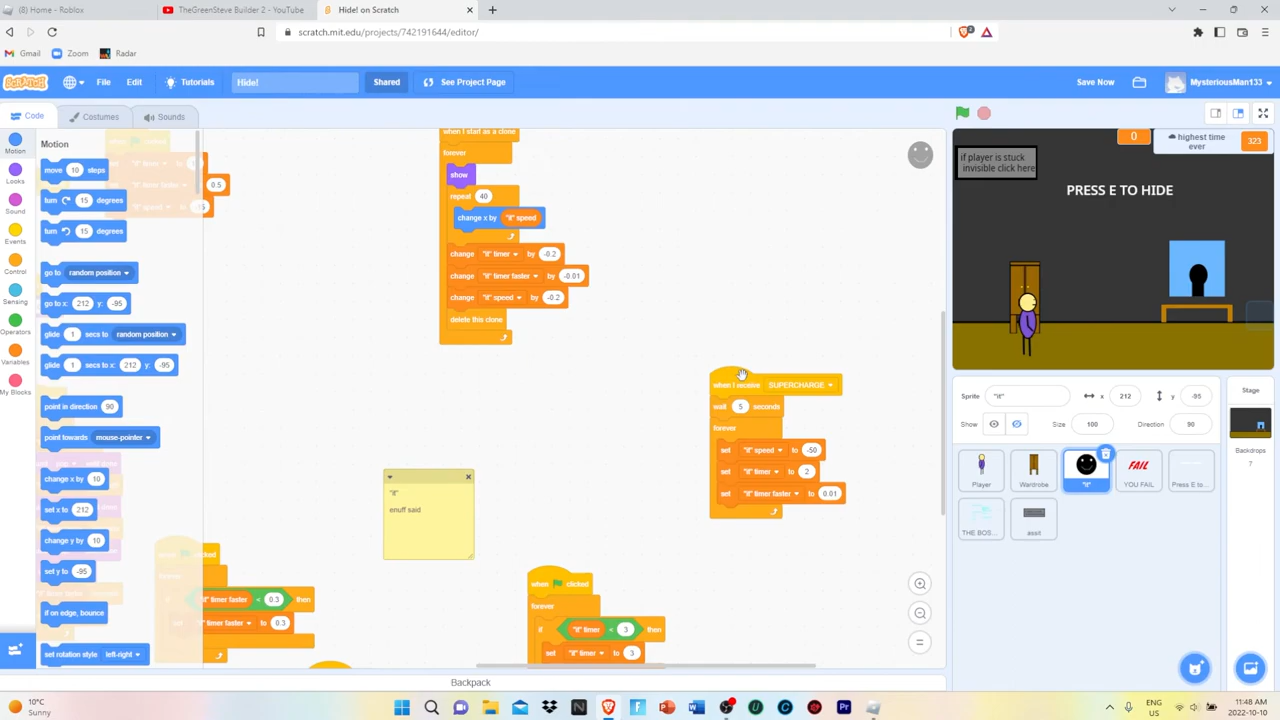 (()) Home - Roblox
TheGreenSteve Builder 2 - YouTube
Hide! on Scratch
scratch.mit.edu/projects/742191644/editor/
Gmail
Zoom
Radar
SCRATCH
File
Edit
Tutorials
Hide!
Shared
See Project Page
Save Now
MysteriousMan133
Code
Costumes
Sounds
Motion
Looks
Sound
Events
Control
Sensing
Operators
Variables
My Blocks
Motion
move 10 steps
turn 15 degrees
turn 15 degrees
go to random position
go to x: 212 y: -95
glide 1 secs to random position
glide 1 secs to x: 212 y: -95
point in direction 90
point towards mouse-pointer
change x by 10
set x to 212
change y by 10
set y to -95
if on edge, bounce
set rotation style left-right
0.5
when I start as a clone
forever
show
repeat 40
change x by "it" speed
change "it" timer by -0.2
change "it" timer faster by -0.01
change "it" speed by -0.2
delete this clone
when I receive SUPERCHARGE
wait 5 seconds
forever
set "it" speed to -50
set "it" timer to 2
set "it" timer faster to 0.01
"it"
enuff said
clicked
"it" timer faster < 0.3 then
"it" timer faster to 0.3
when clicked
forever
if "it" timer < 3 then
set "it" timer to 3
Backpack
0
highest time
ever
323
if player is stuck
invisible click here
PRESS E TO HIDE
Sprite "it" x 212 y -95
Show Size 100 Direction 90
Player
Wardrobe
"it"
FAIL
YOU FAIL
Press E to...
THE BOS...
assit
Stage
Backdrops
7
10°C
Sunny
ENG
CA
11:48 AM
2022-10-10